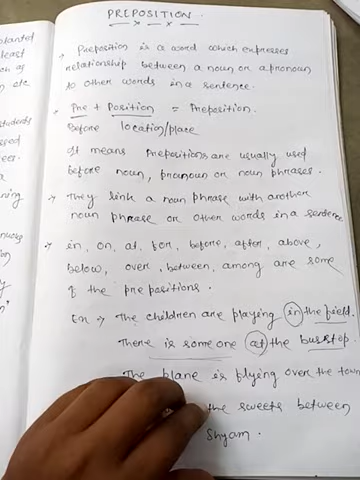 PREPOSITION.
→ Preposition is a word which expresses
relationship between a noun or a pronoun
to other words in a sentence.
→ Pre + Position = Preposition.
Before location/place
It means Prepositions are usually used
before noun, pronoun or noun phrases.
→ They link a noun phrase with another
noun phrase or other words in a sentence
→ in, on, at, for, before, after, above,
below, over, between, among are some
of the prepositions.
Ex → The children are playing in the field.
There is some one at the bus stop.
The plane is flying over the town
the sweets between
Shyam.